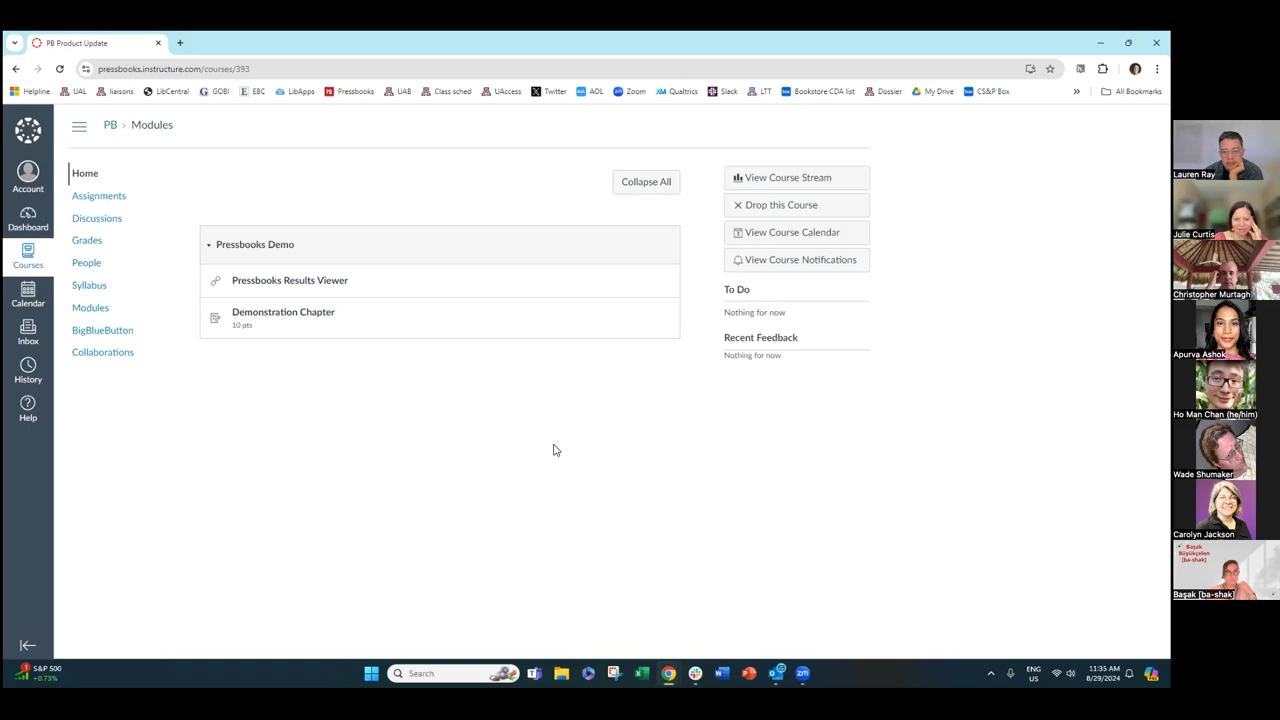 PB Product Update
pressbooks.instructure.com/courses/393
Helpline
UAL
liaisons
LibCentral
GOBI
EBC
LibApps
Pressbooks
UAB
Class sched
UAccess
Twitter
AOL
Zoom
Qualtrics
Slack
LTT
Bookstore CDA list
Dossier
My Drive
CS&P Box
»
All Bookmarks
PB › Modules
Account
Dashboard
Courses
Calendar
Inbox
History
Help
Home
Assignments
Discussions
Grades
People
Syllabus
Modules
BigBlueButton
Collaborations
Collapse All
Pressbooks Demo
Pressbooks Results Viewer
Demonstration Chapter
10 pts
View Course Stream
Drop this Course
View Course Calendar
View Course Notifications
To Do
Nothing for now
Recent Feedback
Nothing for now
Lauren Ray
Julie Curtis
Christopher Murtagh
Apurva Ashok
Ho Man Chan (he/him)
Wade Shumaker
Carolyn Jackson
Başak
Büyükçelen
[ba-shak]
Başak [ba-shak]
S&P 500
+0.73%
Search
ENG
US
11:35 AM
8/29/2024